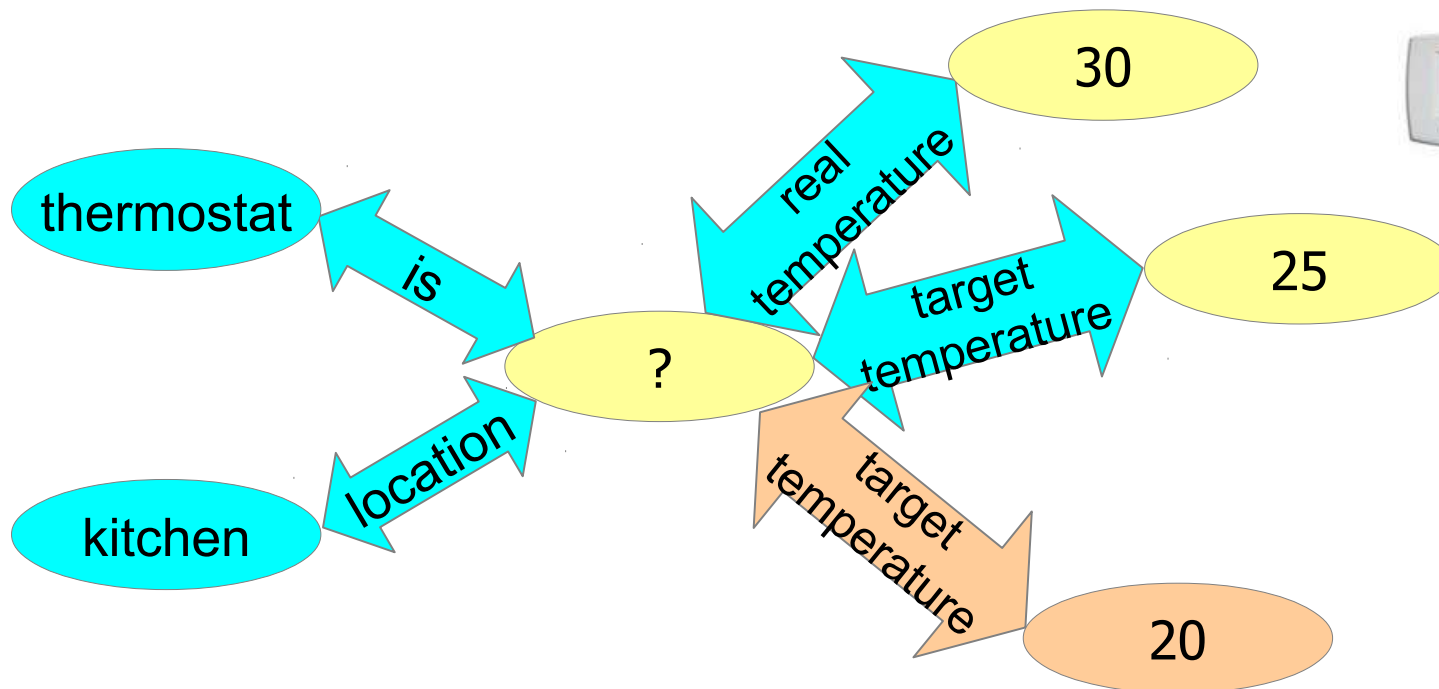 30
real
temperature
thermostat
is
target
temperature
25
?
location
target
temperature
kitchen
20